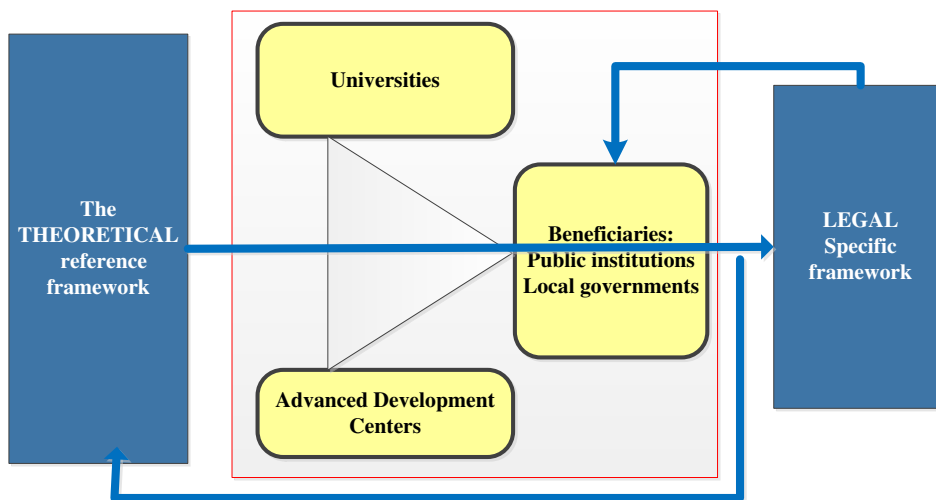 The
THEORETICAL
reference
framework
Universities
Beneficiaries:
Public institutions
Local governments
Advanced Development
Centers
LEGAL
Specific
framework